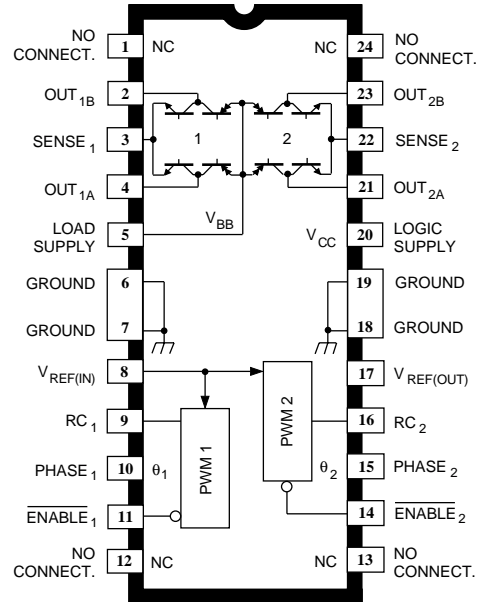 NO CONNECT. 1 NC NC 24 NO CONNECT.
OUT1B 2 23 OUT2B
SENSE1 3 1 2 22 SENSE2
OUT1A 4 21 OUT2A
LOAD SUPPLY 5 VBB VCC 20 LOGIC SUPPLY
GROUND 6 19 GROUND
GROUND 7 18 GROUND
VREF(IN) 8 17 VREF(OUT)
RC1 9 PWM 1 PWM 2 16 RC2
PHASE1 10 θ1 θ2 15 PHASE2
ENABLE1 11 14 ENABLE2
NO CONNECT. 12 NC NC 13 NO CONNECT.